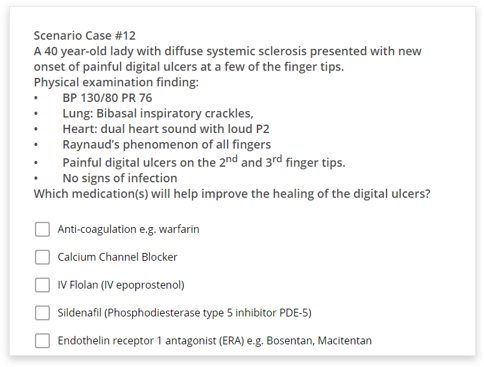 Scenario Case #12
A 40 year-old lady with diffuse systemic sclerosis presented with new
onset of painful digital ulcers at a few of the finger tips.
Physical examination finding:
• BP 130/80 PR 76
• Lung: Bibasal inspiratory crackles,
• Heart: dual heart sound with loud P2
• Raynaud's phenomenon of all fingers
• Painful digital ulcers on the 2nd and 3rd finger tips.
• No signs of infection
Which medication(s) will help improve the healing of the digital ulcers?
Anti-coagulation e.g. warfarin
Calcium Channel Blocker
IV Flolan (IV epoprostenol)
Sildenafil (Phosphodiesterase type 5 inhibitor PDE-5)
Endothelin receptor 1 antagonist (ERA) e.g. Bosentan, Macitentan